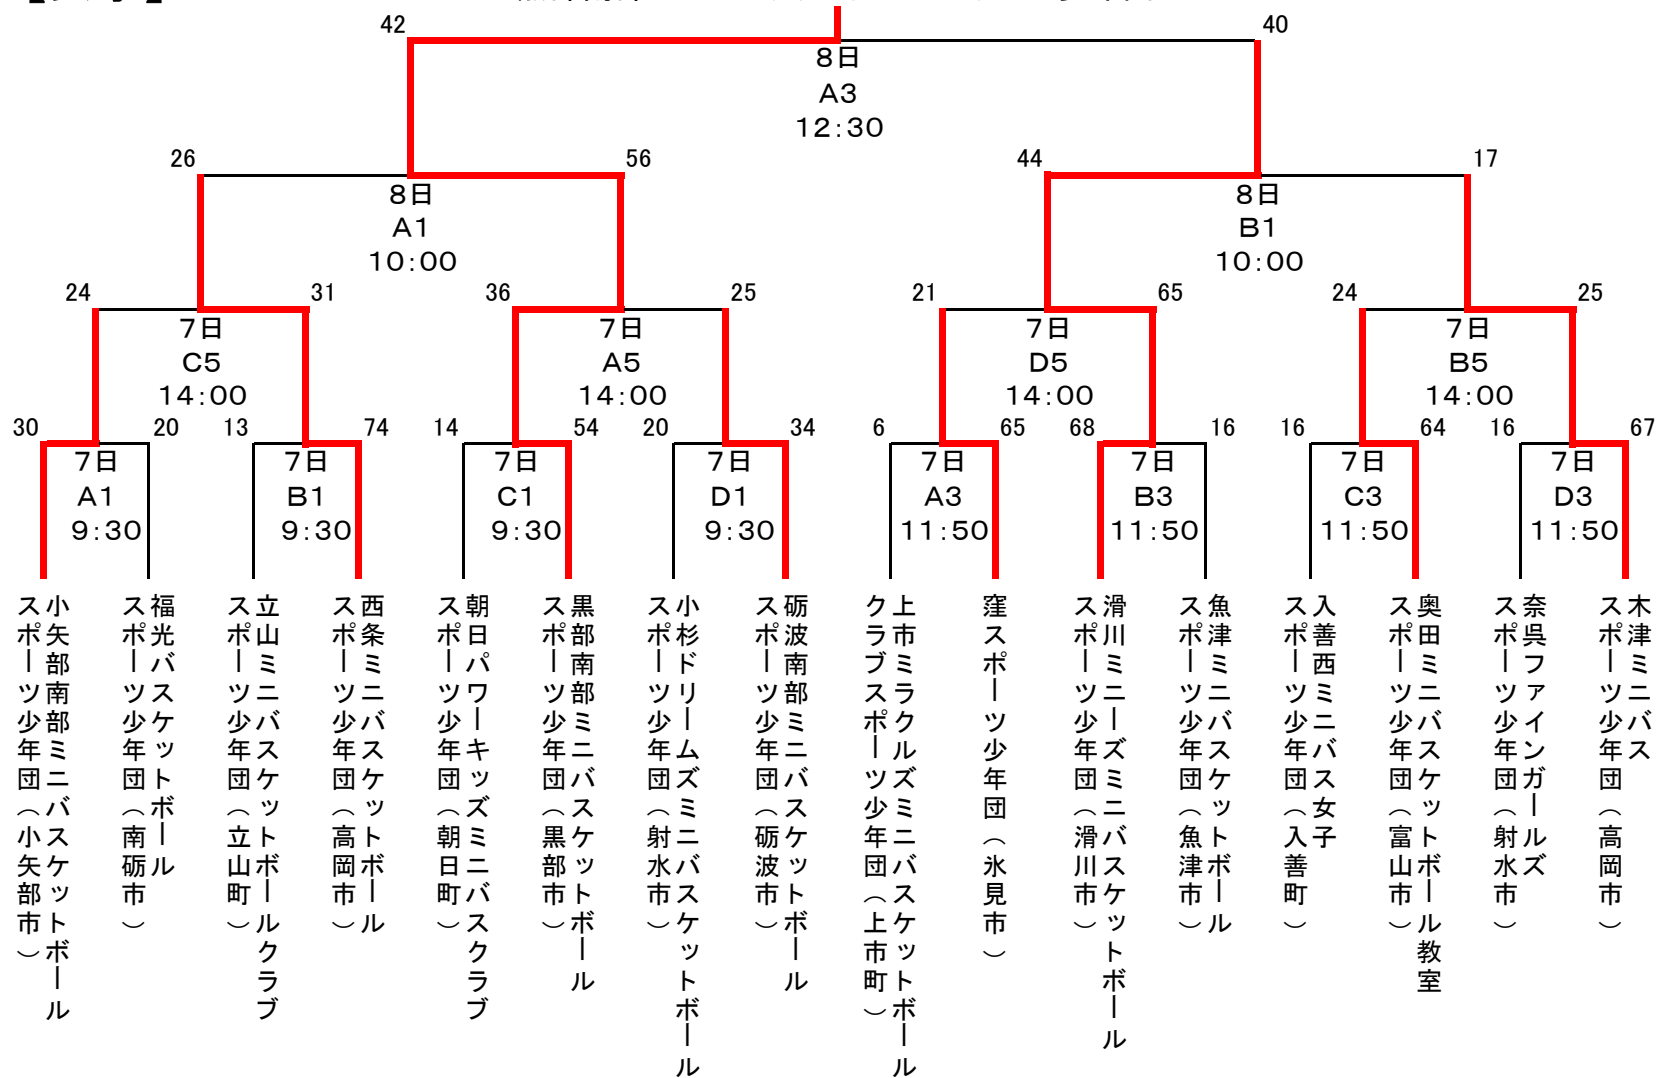 42
40
8日
A3
12:30
26
56
44
17
8日
A1
10:00
8日
B1
10:00
24
31
36
25
21
65
24
25
7日
C5
14:00
7日
A5
14:00
7日
D5
14:00
7日
B5
14:00
30
20
13
74
14
54
20
34
6
65
68
16
16
64
16
67
7日
A1
9:30
7日
B1
9:30
7日
C1
9:30
7日
D1
9:30
7日
A3
11:50
7日
B3
11:50
7日
C3
11:50
7日
D3
11:50
小矢部南部ミニバスケットボール
スポーツ少年団(小矢部市)
福光バスケットボール
スポーツ少年団(南砺市)
立山ミニバスケットボールクラブ
スポーツ少年団(立山町)
西条ミニバスケットボール
スポーツ少年団(高岡市)
朝日パワーキッズミニバスクラブ
スポーツ少年団(朝日町)
黒部南部ミニバスケットボール
スポーツ少年団(黒部市)
小杉ドリームズミニバスケットボール
スポーツ少年団(射水市)
砺波南部ミニバスケットボール
スポーツ少年団(砺波市)
上市ミラクルズミニバスケットボール
クラブスポーツ少年団(上市町)
窪スポーツ少年団(氷見市)
滑川ミニーズミニバスケットボール
スポーツ少年団(滑川市)
魚津ミニバスケットボール
スポーツ少年団(魚津市)
入善西ミニバス女子
スポーツ少年団(入善町)
奥田ミニバスケットボール教室
スポーツ少年団(富山市)
奈呉ファインガールズ
スポーツ少年団(射水市)
木津ミニバス
スポーツ少年団(高岡市)